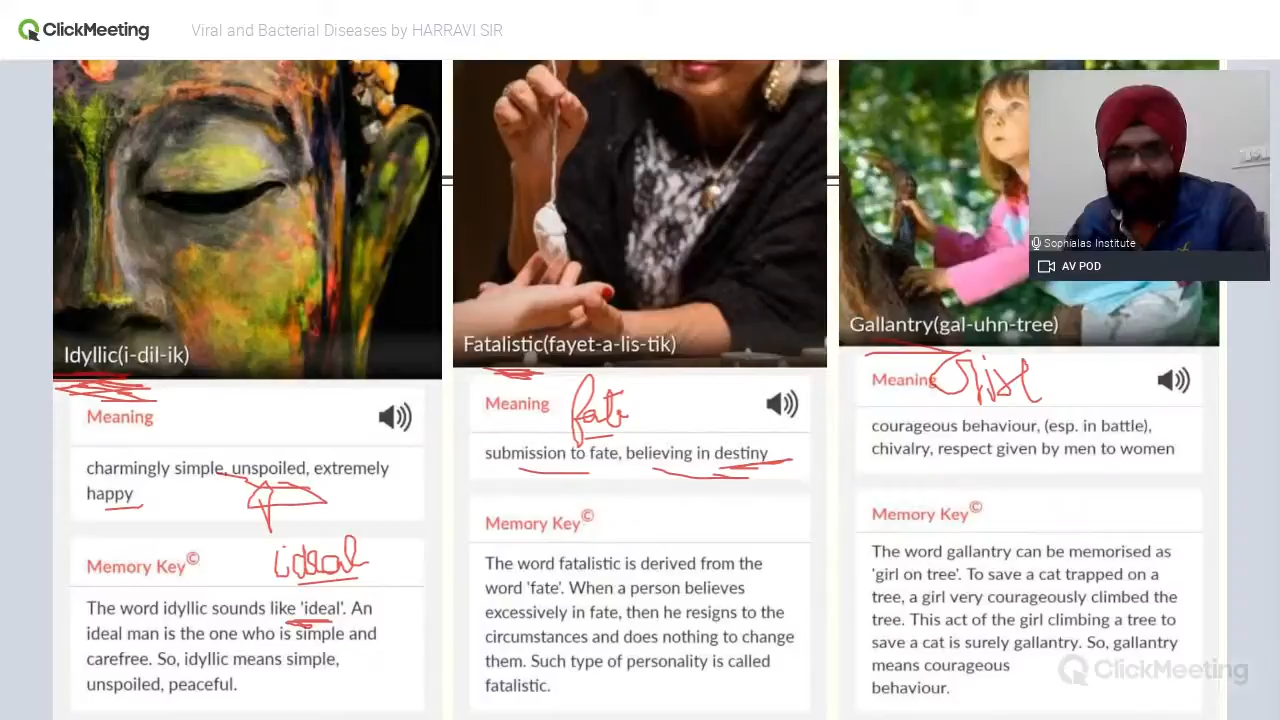 ClickMeeting
Viral and Bacterial Diseases by HARRAVI SIR
Idyllic(i-dil-ik)
Meaning
charmingly simple, unspoiled, extremely
happy
ideal
Memory Key©
The word idyllic sounds like 'ideal'. An
ideal man is the one who is simple and
carefree. So, idyllic means simple,
unspoiled, peaceful.
Fatalistic(fayet-a-lis-tik)
Meaning
fate
submission to fate, believing in destiny
Memory Key©
The word fatalistic is derived from the
word 'fate'. When a person believes
excessively in fate, then he resigns to the
circumstances and does nothing to change
them. Such type of personality is called
fatalistic.
Gallantry(gal-uhn-tree)
Meaning
courageous behaviour, (esp. in battle),
chivalry, respect given by men to women
Memory Key©
The word gallantry can be memorised as
'girl on tree'. To save a cat trapped on a
tree, a girl very courageously climbed the
tree. This act of the girl climbing a tree to
save a cat is surely gallantry. So, gallantry
means courageous
behaviour.
Sophialas Institute
AV POD
ClickMeeting